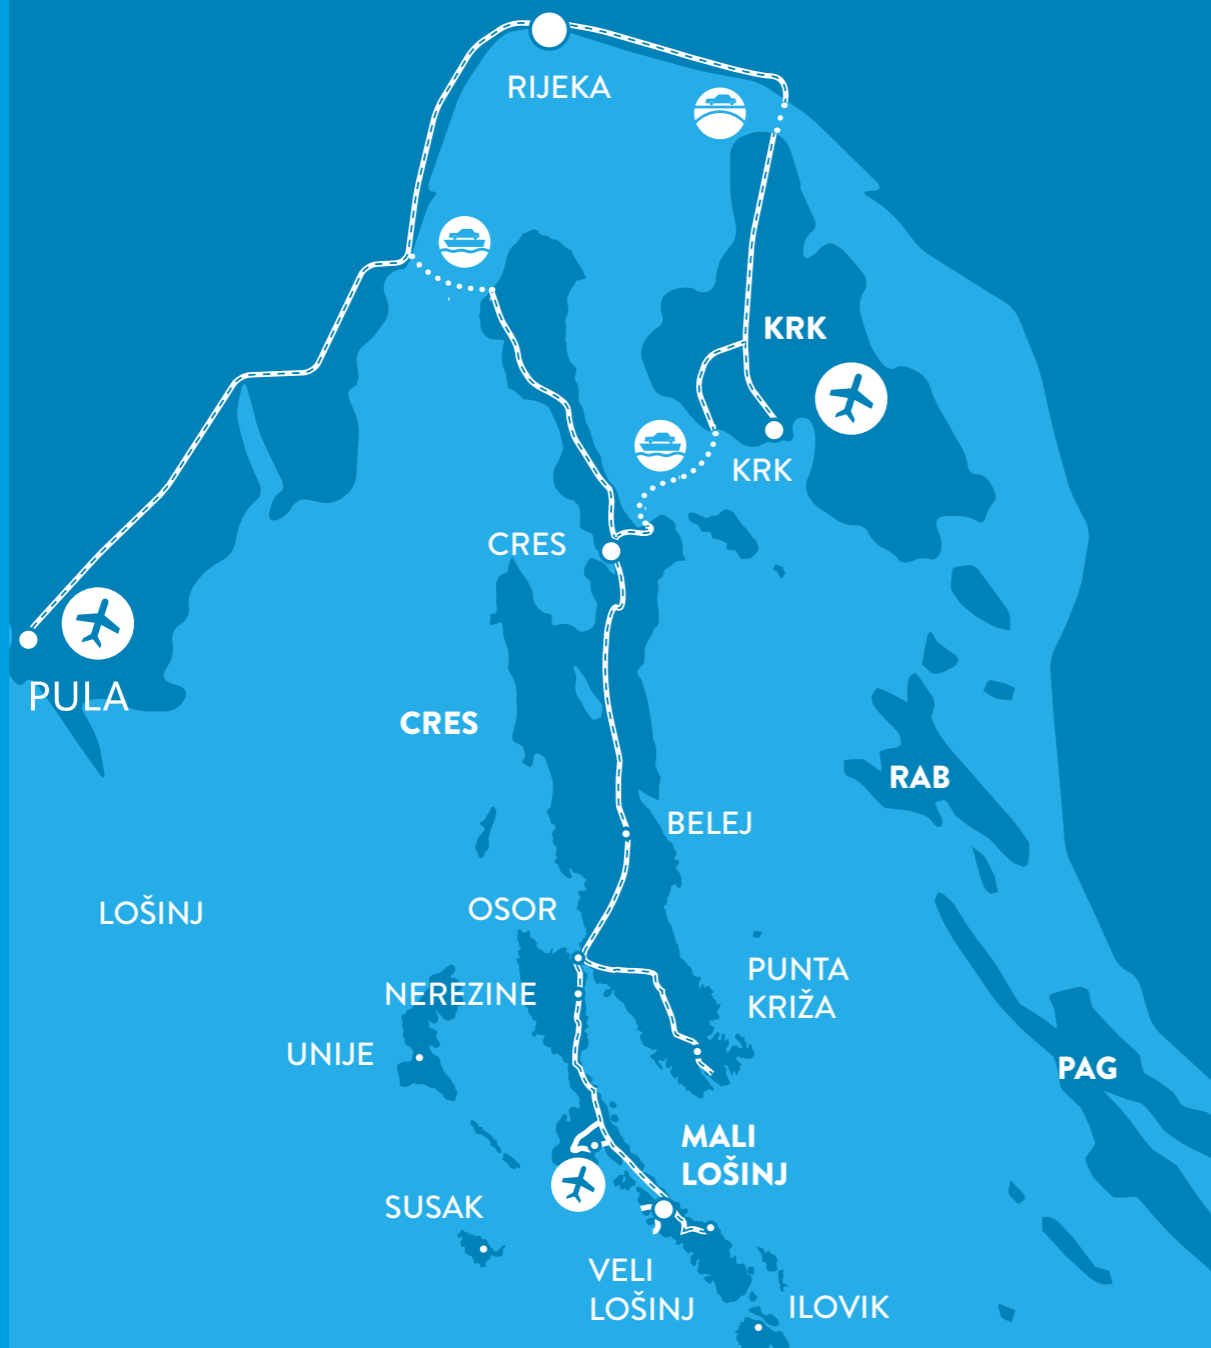 RIJEKA
KRK
KRK
CRES
PULA
CRES
RAB
BELEJ
LOŠINJ
OSOR
PUNTA
KRIŽA
NEREZINE
UNIJE
PAG
MALI
LOŠINJ
SUSAK
VELI
LOŠINJ
ILOVIK